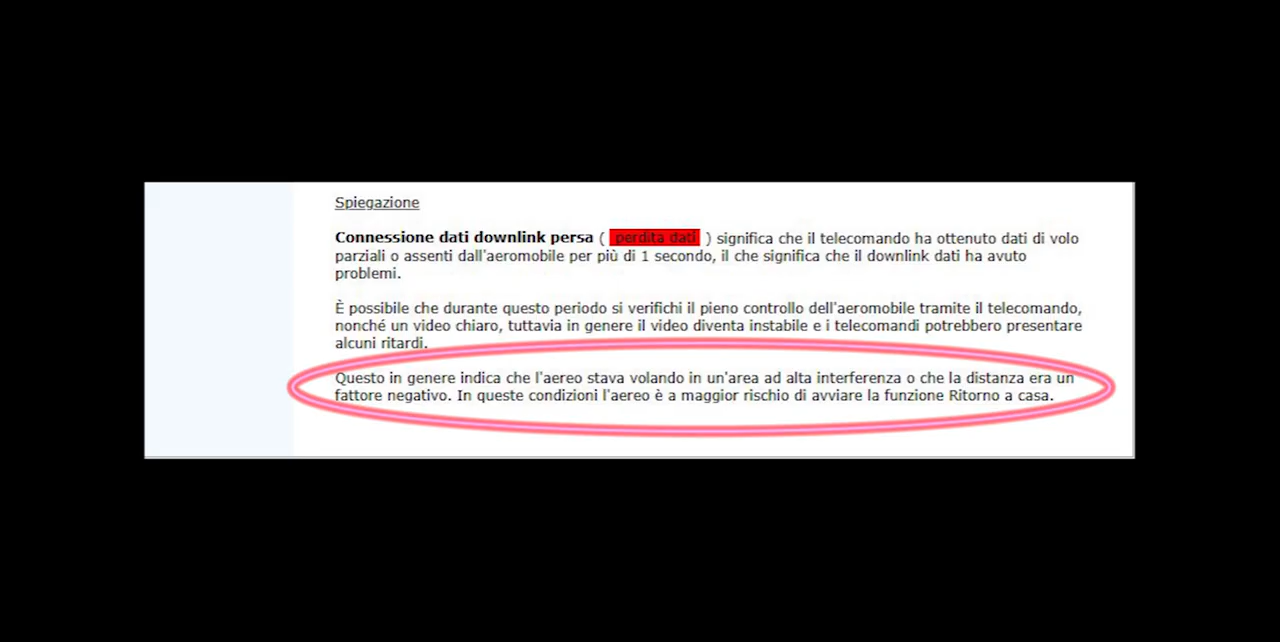 Spiegazione
Connessione dati downlink persa ( perdita dati ) significa che il telecomando ha ottenuto dati di volo
parziali o assenti dall'aeromobile per più di 1 secondo, il che significa che il downlink dati ha avuto
problemi.
È possibile che durante questo periodo si verifichi il pieno controllo dell'aeromobile tramite il telecomando,
nonché un video chiaro, tuttavia in genere il video diventa instabile e i telecomandi potrebbero presentare
alcuni ritardi.
Questo in genere indica che l'aereo stava volando in un'area ad alta interferenza o che la distanza era un
fattore negativo. In queste condizioni l'aereo è a maggior rischio di avviare la funzione Ritorno a casa.